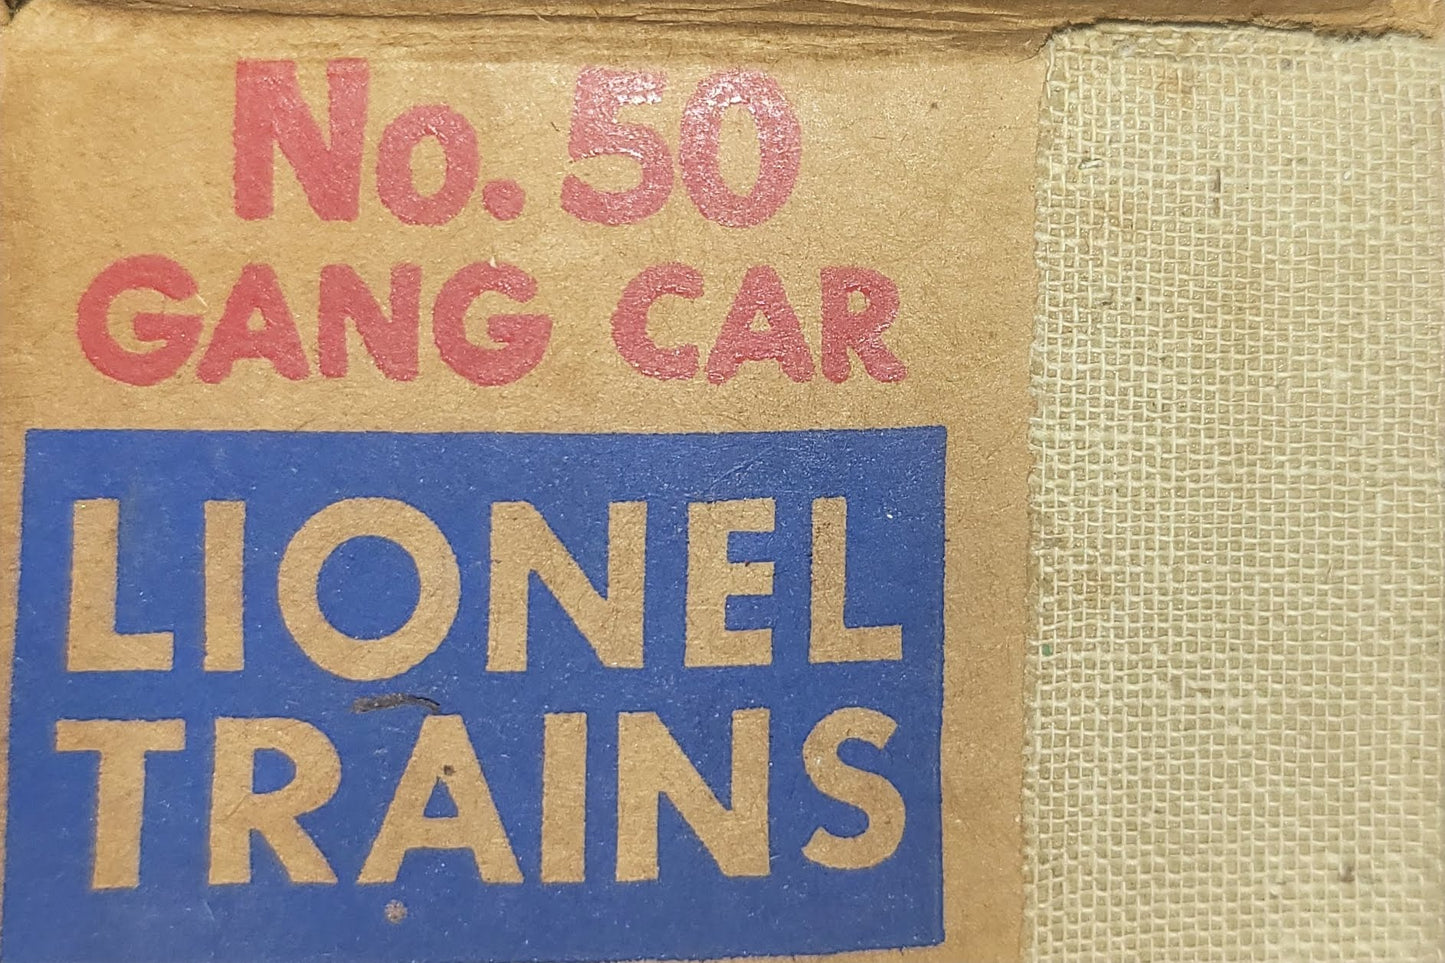 No. 50
GANG CAR
LIONEL
TRAINS